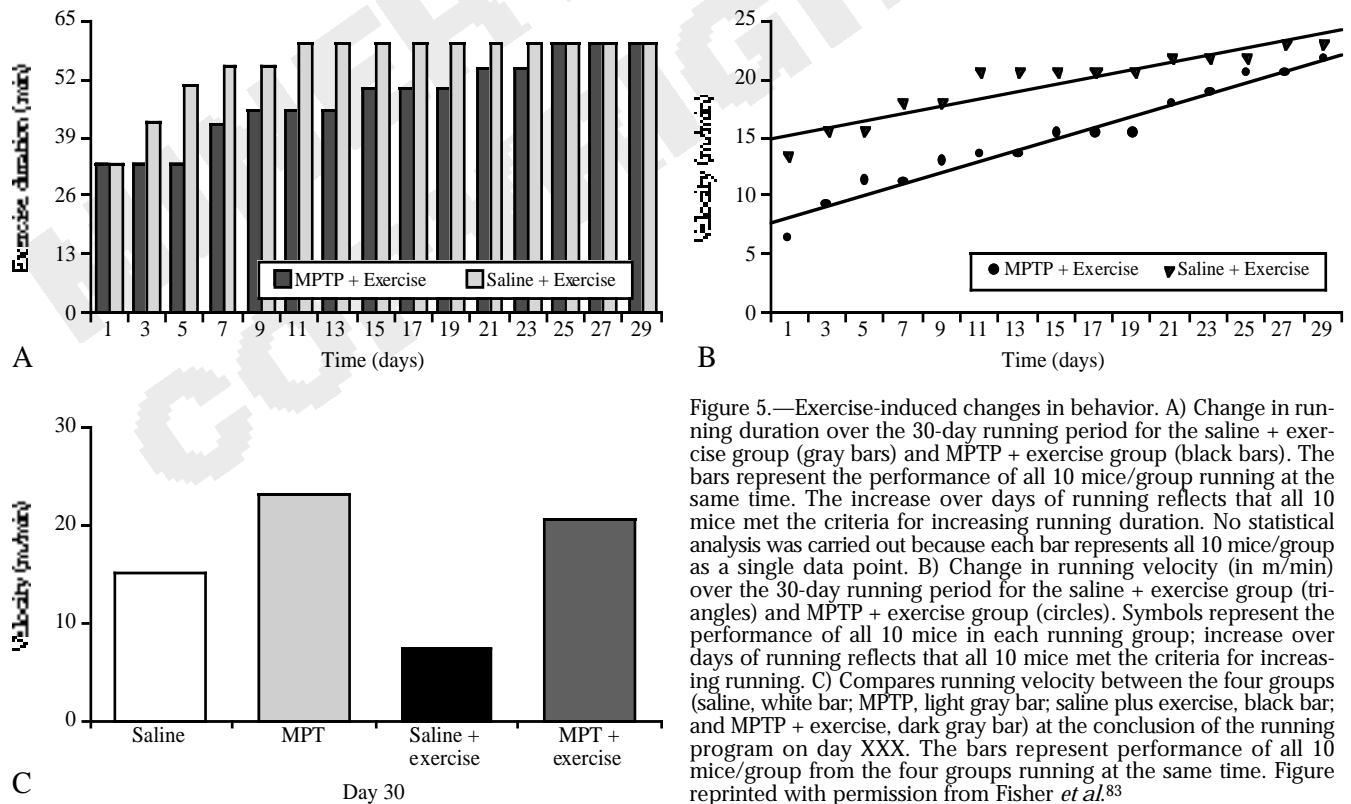 65
52
39
26
13
0
Exercise duration (min)
MPTP + Exercise Saline + Exercise
1 3 5 7 9 11 13 15 17 19 21 23 25 27 29
Time (days)
A
25
20
15
10
5
0
Velocity (m/min)
MPTP + Exercise Saline + Exercise
1 3 5 7 9 11 13 15 17 19 21 23 25 27 29
Time (days)
B
30
20
10
0
Velocity (m/min)
Saline MPT Saline + exercise MPT + exercise
Day 30
C
Figure 5.—Exercise-induced changes in behavior. A) Change in run-
ning duration over the 30-day running period for the saline + exer-
cise group (gray bars) and MPTP + exercise group (black bars). The
bars represent the performance of all 10 mice/group running at the
same time. The increase over days of running reflects that all 10
mice met the criteria for increasing running duration. No statistical
analysis was carried out because each bar represents all 10 mice/group
as a single data point. B) Change in running velocity (in m/min)
over the 30-day running period for the saline + exercise group (tri-
angles) and MPTP + exercise group (circles). Symbols represent the
performance of all 10 mice in each running group; increase over
days of running reflects that all 10 mice met the criteria for increas-
ing running. C) Compares running velocity between the four groups
(saline, white bar; MPTP, light gray bar; saline plus exercise, black bar;
and MPTP + exercise, dark gray bar) at the conclusion of the running
program on day XXX. The bars represent performance of all 10
mice/group from the four groups running at the same time. Figure
reprinted with permission from Fisher et al.83